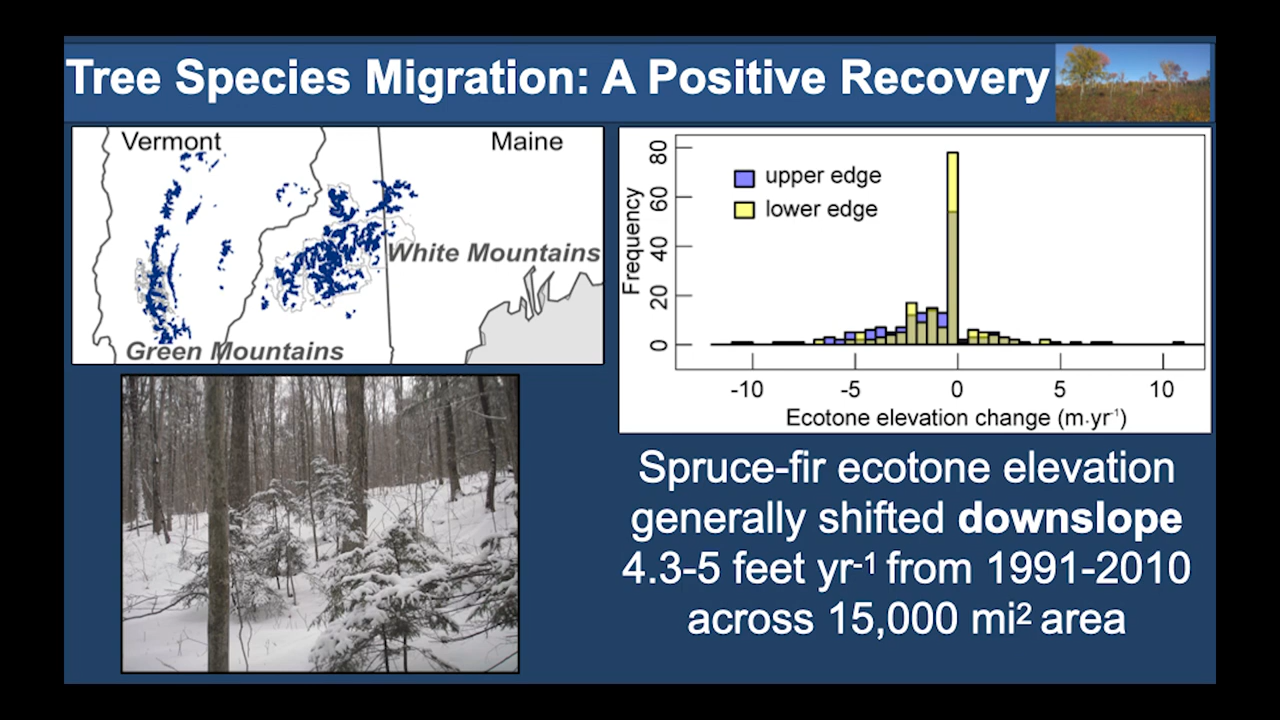 Tree Species Migration: A Positive Recovery
Vermont
Maine
White Mountains
Green Mountains
upper edge
lower edge
Frequency
80
60
40
20
0
-10 -5 0 5 10
Ecotone elevation change (m·yr⁻¹)
Spruce-fir ecotone elevation
generally shifted downslope
4.3-5 feet yr⁻¹ from 1991-2010
across 15,000 mi² area